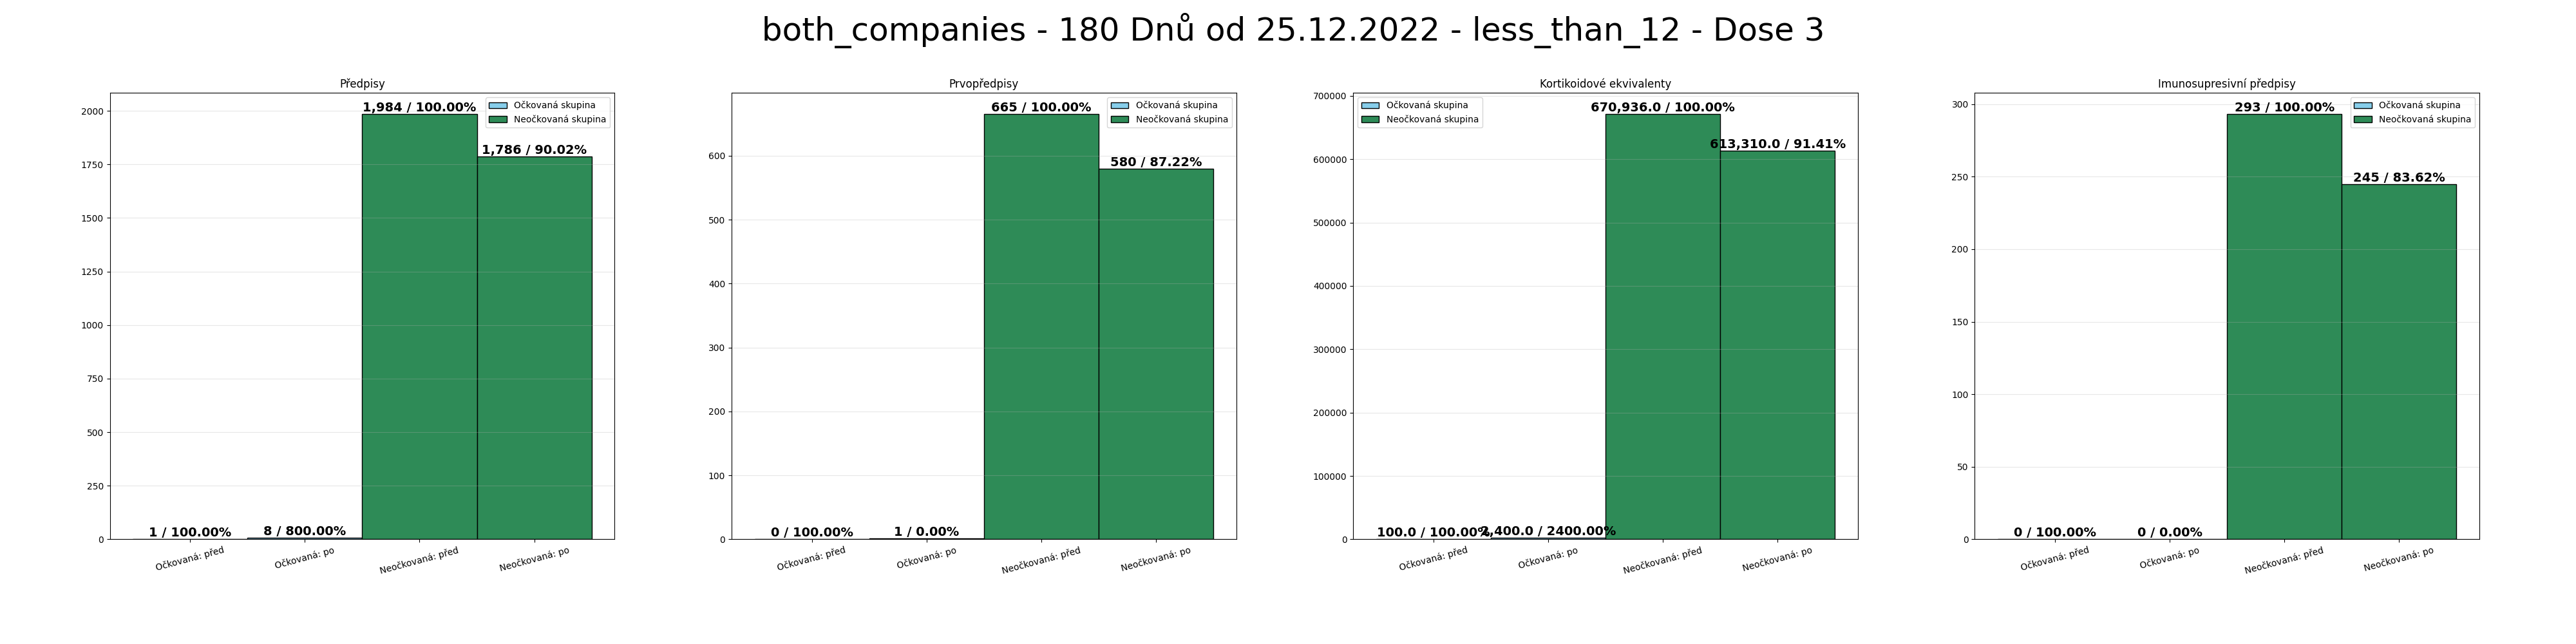 both_companies - 180 Dnů od 25.12.2022 - less_than_12 - Dose 3
Předpisy
2000
1750
1500
1250
1000
750
500
250
0
1 / 100.00%
8 / 800.00%
1,984 / 100.00%
1,786 / 90.02%
Očkovaná skupina
Neočkovaná skupina
Očkovaná: před
Očkovaná: po
Neočkovaná: před
Neočkovaná: po
Prvopředpisy
600
500
400
300
200
100
0
0 / 100.00%
1 / 0.00%
665 / 100.00%
580 / 87.22%
Očkovaná skupina
Neočkovaná skupina
Očkovaná: před
Očkovaná: po
Neočkovaná: před
Neočkovaná: po
Kortikoidové ekvivalenty
700000
600000
500000
400000
300000
200000
100000
0
100.0 / 100.00%
2,400.0 / 2400.00%
670,936.0 / 100.00%
613,310.0 / 91.41%
Očkovaná skupina
Neočkovaná skupina
Očkovaná: před
Očkovaná: po
Neočkovaná: před
Neočkovaná: po
Imunosupresivní předpisy
300
250
200
150
100
50
0
0 / 100.00%
0 / 0.00%
293 / 100.00%
245 / 83.62%
Očkovaná skupina
Neočkovaná skupina
Očkovaná: před
Očkovaná: po
Neočkovaná: před
Neočkovaná: po